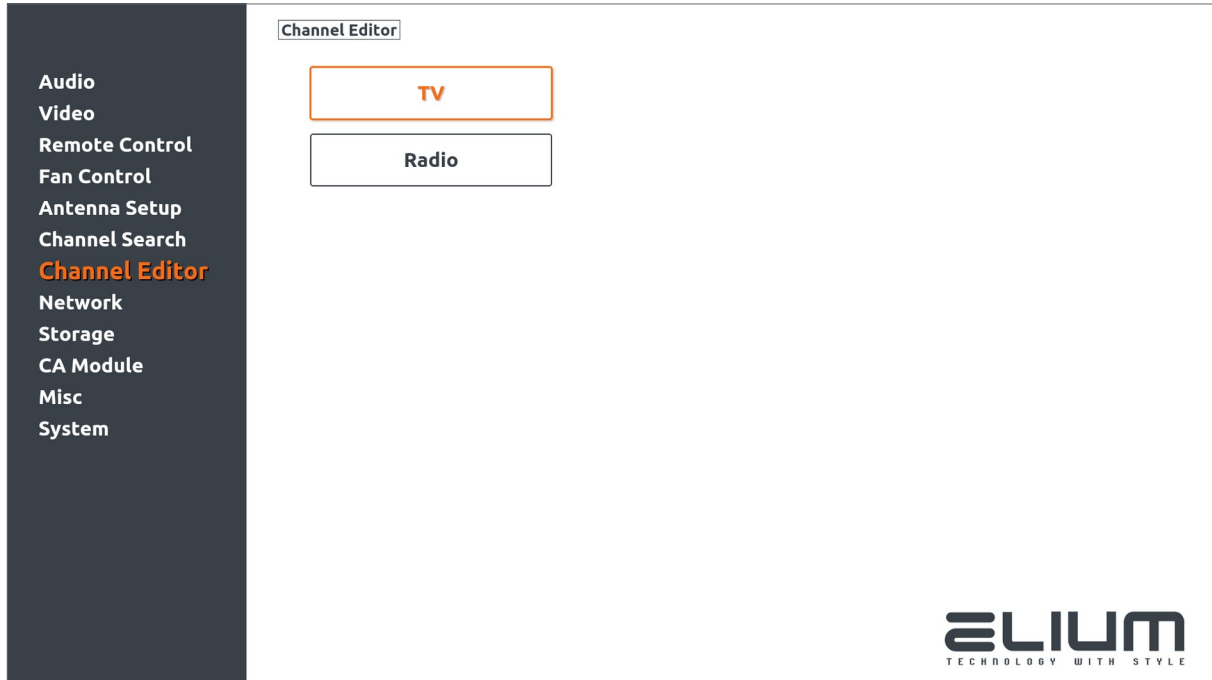 Channel Editor
Audio
Video
Remote Control
Fan Control
Antenna Setup
Channel Search
Channel Editor
Network
Storage
CA Module
Misc
System
TV
Radio
ELIUM
TECHNOLOGY WITH STYLE